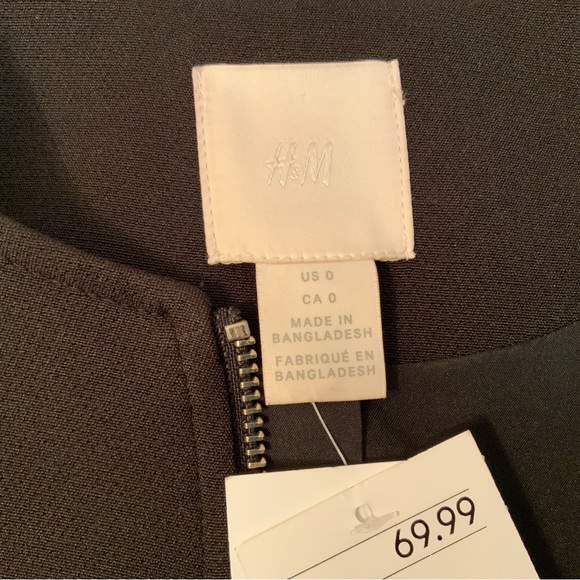 H&M
US 0
CA 0
MADE IN
BANGLADESH
FABRIQUÉ EN
BANGLADESH
69.99